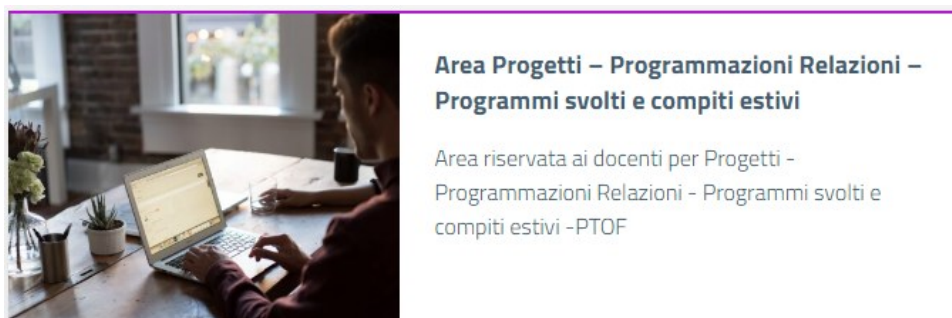 Area Progetti – Programmazioni Relazioni –
Programmi svolti e compiti estivi
Area riservata ai docenti per Progetti -
Programmazioni Relazioni - Programmi svolti e
compiti estivi -PTOF